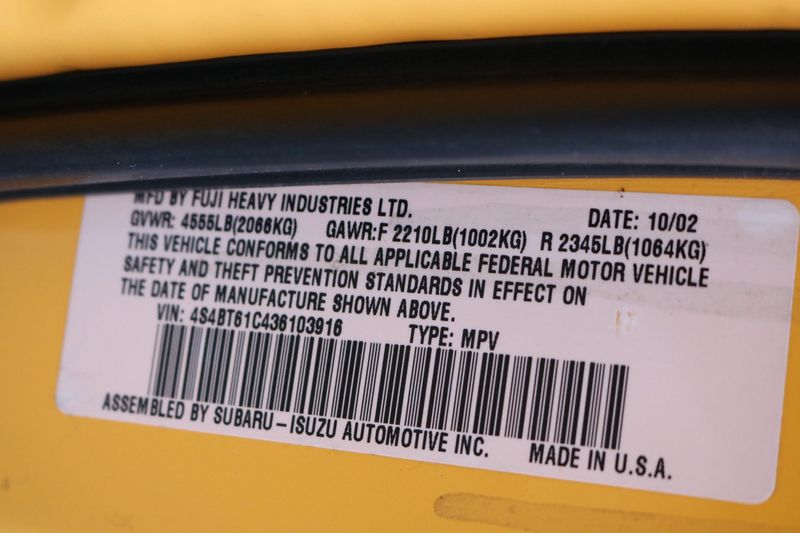 MFD BY FUJI HEAVY INDUSTRIES LTD. DATE: 10/02
GVWR: 4555LB(2066KG) GAWR:F 2210LB(1002KG) R 2345LB(1064KG)
THIS VEHICLE CONFORMS TO ALL APPLICABLE FEDERAL MOTOR VEHICLE
SAFETY AND THEFT PREVENTION STANDARDS IN EFFECT ON
THE DATE OF MANUFACTURE SHOWN ABOVE.
VIN: 4S4BT61C436103916 TYPE: MPV
ASSEMBLED BY SUBARU-ISUZU AUTOMOTIVE INC. MADE IN U.S.A.